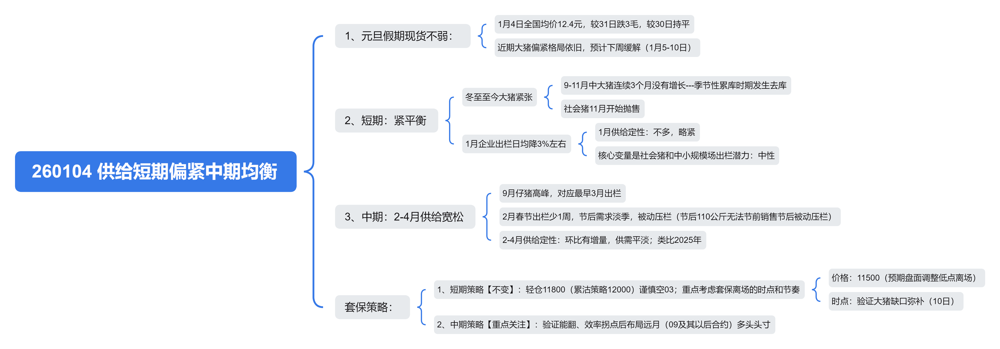 260104 供给短期偏紧中期均衡
1、元旦假期现货不弱：
1月4日全国均价12.4元，较31日跌3毛，较30日持平
近期大猪偏紧格局依旧，预计下周缓解（1月5-10日）
2、短期：紧平衡
冬至至今大猪紧张
9-11月中大猪连续3个月没有增长---季节性累库时期发生去库
社会猪11月开始抛售
1月企业出栏日均降3%左右
1月供给定性：不多，略紧
核心变量是社会猪和中小规模场出栏潜力：中性
3、中期：2-4月供给宽松
9月仔猪高峰，对应最早3月出栏
2月春节出栏少1周，节后需求淡季，被动压栏（节后110公斤无法节前销售节后被动压栏）
2-4月供给定性：环比有增量，供需平淡；类比2025年
套保策略：
1、短期策略【不变】：轻仓11800（累沽策略12000）谨慎空03；重点考虑套保离场的时点和节奏
价格：11500（预期盘面调整低点离场）
时点：验证大猪缺口弥补（10日）
2、中期策略【重点关注】：验证能翻、效率拐点后布局远月（09及其以后合约）多头头寸